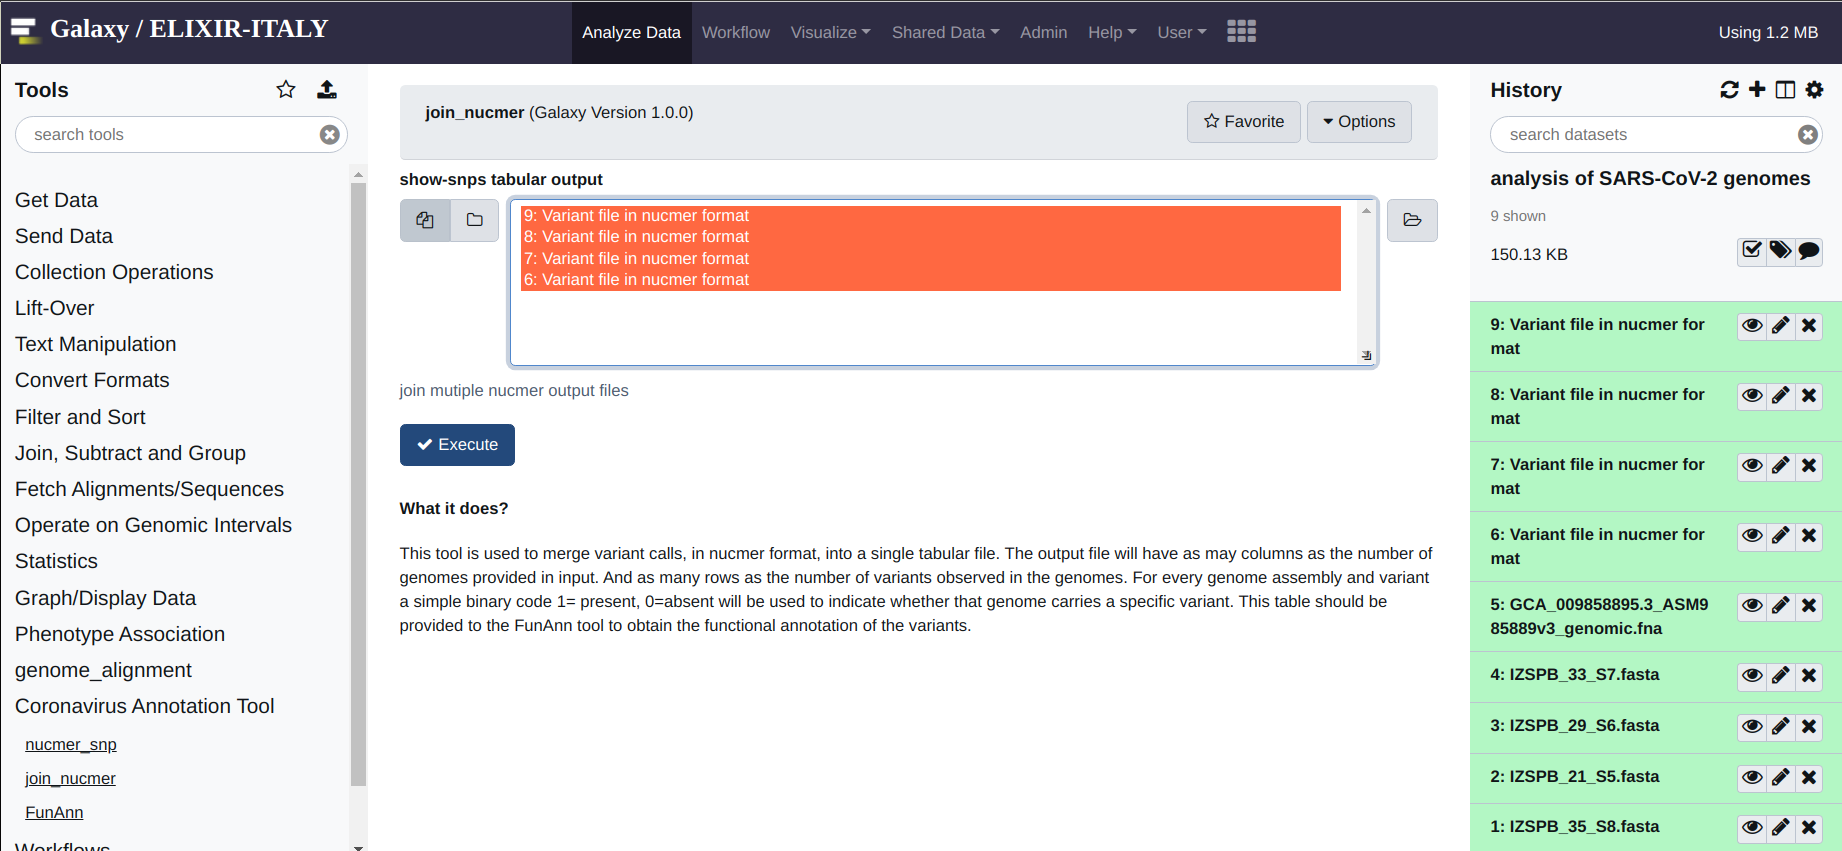 Galaxy / ELIXIR-ITALY
Analyze Data
Workflow
Visualize
Shared Data
Admin
Help
User
Using 1.2 MB
Tools
search tools
Get Data
Send Data
Collection Operations
Lift-Over
Text Manipulation
Convert Formats
Filter and Sort
Join, Subtract and Group
Fetch Alignments/Sequences
Operate on Genomic Intervals
Statistics
Graph/Display Data
Phenotype Association
genome_alignment
Coronavirus Annotation Tool
nucmer_snp
join_nucmer
FunAnn
Workflows
join_nucmer (Galaxy Version 1.0.0)
Favorite
Options
show-snps tabular output
9: Variant file in nucmer format
8: Variant file in nucmer format
7: Variant file in nucmer format
6: Variant file in nucmer format
join mutiple nucmer output files
Execute
What it does?
This tool is used to merge variant calls, in nucmer format, into a single tabular file. The output file will have as may columns as the number of
genomes provided in input. And as many rows as the number of variants observed in the genomes. For every genome assembly and variant
a simple binary code 1= present, 0=absent will be used to indicate whether that genome carries a specific variant. This table should be
provided to the FunAnn tool to obtain the functional annotation of the variants.
History
search datasets
analysis of SARS-CoV-2 genomes
9 shown
150.13 KB
9: Variant file in nucmer for
mat
8: Variant file in nucmer for
mat
7: Variant file in nucmer for
mat
6: Variant file in nucmer for
mat
5: GCA_009858895.3_ASM9
85889v3_genomic.fna
4: IZSPB_33_S7.fasta
3: IZSPB_29_S6.fasta
2: IZSPB_21_S5.fasta
1: IZSPB_35_S8.fasta